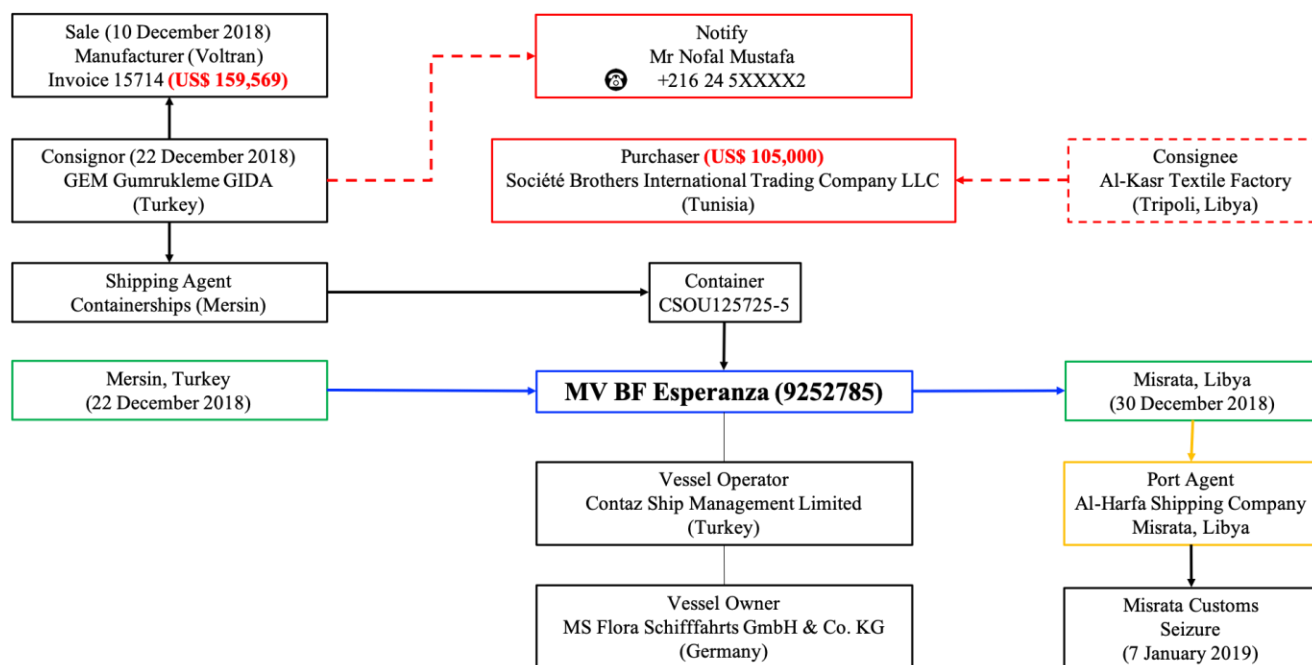 Sale (10 December 2018)
Manufacturer (Voltran)
Invoice 15714 (US$ 159,569)
Notify
Mr Nofal Mustafa
+216 24 5XXXX2
Consignor (22 December 2018)
GEM Gumrukleme GIDA
(Turkey)
Purchaser (US$ 105,000)
Société Brothers International Trading Company LLC
(Tunisia)
Consignee
Al-Kasr Textile Factory
(Tripoli, Libya)
Shipping Agent
Containerships (Mersin)
Container
CSOU125725-5
Mersin, Turkey
(22 December 2018)
MV BF Esperanza (9252785)
Misrata, Libya
(30 December 2018)
Vessel Operator
Contaz Ship Management Limited
(Turkey)
Port Agent
Al-Harfa Shipping Company
Misrata, Libya
Vessel Owner
MS Flora Schifffahrts GmbH & Co. KG
(Germany)
Misrata Customs
Seizure
(7 January 2019)